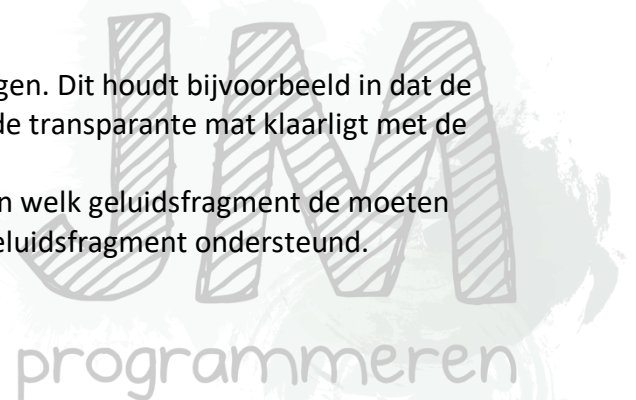 gen. Dit houdt bijvoorbeeld in dat de
de transparante mat klaarligt met de
n welk geluidsfragment de moeten
eluidsfragment ondersteund.
JM
programmeren